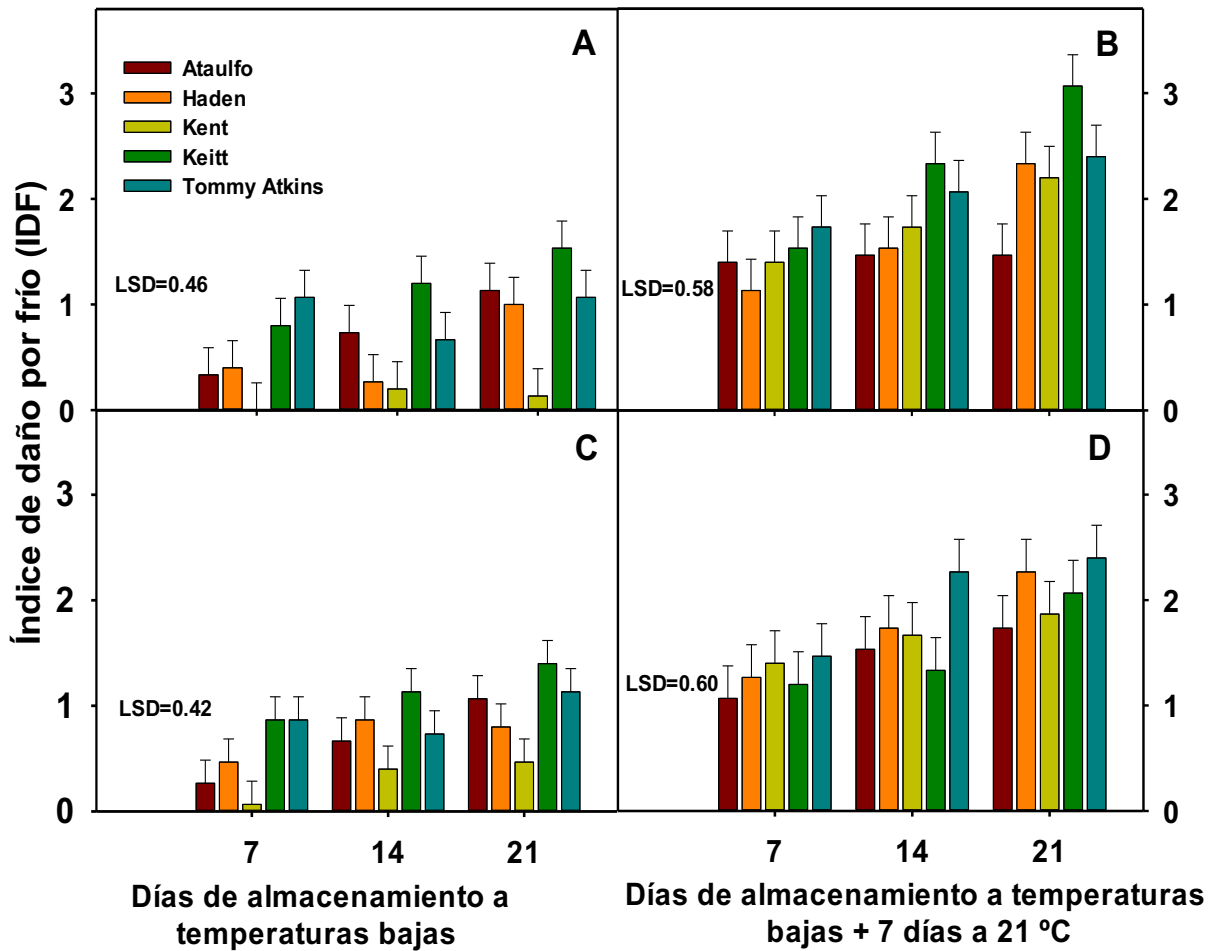 Índice de daño por frío (IDF)
A
Ataulfo
Haden
Kent
Keitt
Tommy Atkins
LSD=0.46
3
2
1
0
B
LSD=0.58
3
2
1
0
C
LSD=0.42
3
2
1
0
D
LSD=0.60
3
2
1
0
7 14 21
7 14 21
Días de almacenamiento a
temperaturas bajas
Días de almacenamiento a temperaturas
bajas + 7 días a 21 ºC